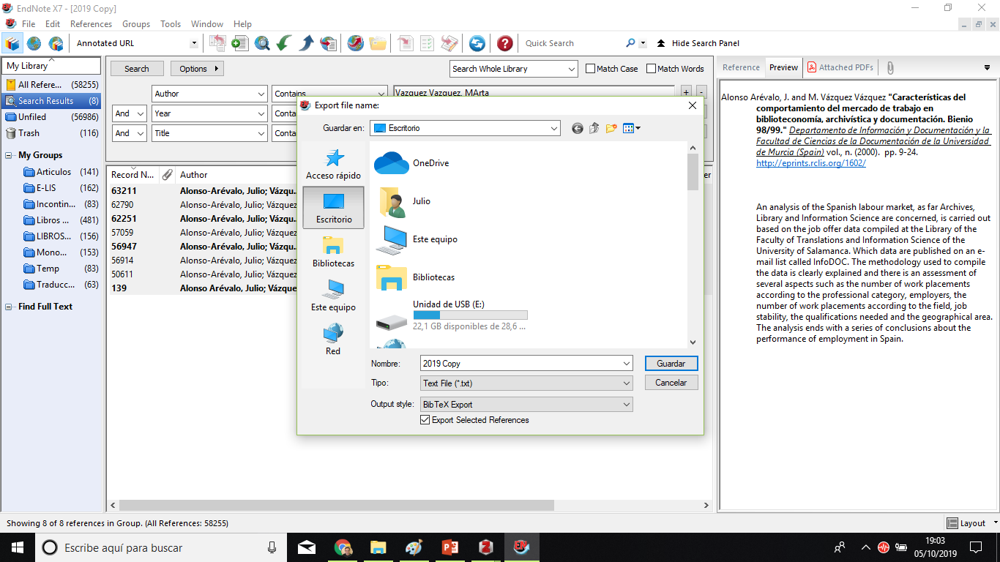 EndNote X7 - [2019 Copy]
File Edit References Groups Tools Window Help
Annotated URL
Quick Search
Hide Search Panel
My Library
All Refere... (58255)
Search Results (8)
Unfiled (56986)
Trash (116)
My Groups
Articulos (141)
E-LIS (162)
Incontin... (83)
Libros ... (481)
LIBROS... (156)
Mono... (153)
Temp (83)
Traducc... (63)
Find Full Text
Search Options Search Whole Library Match Case Match Words
Author Contains Vazquez Vazquez, MArta + -
And Year Conta
And Title Conta
Record N... Author er
63211 Alonso-Arévalo, Julio; Vázqu...
62790 Alonso-Arévalo, Julio; Vázquez
62251 Alonso-Arévalo, Julio; Vázqu...
57059 Alonso-Arévalo, Julio; Vázquez
56947 Alonso-Arévalo, Julio; Vázqu...
56914 Alonso-Arévalo, Julio; Vázquez
50611 Alonso-Arévalo, Julio; Vázquez
139 Alonso Arévalo, Julio; Vázque
Export file name:
Guardar en: Escritorio
Acceso rápido
Escritorio
Bibliotecas
Este equipo
Red
OneDrive
Julio
Este equipo
Bibliotecas
Unidad de USB (E:)
22,1 GB disponibles de 28,6 ...
Nombre: 2019 Copy Guardar
Tipo: Text File (*.txt) Cancelar
Output style: BibTeX Export
Export Selected References
Reference Preview Attached PDFs
Alonso Arévalo, J. and M. Vázquez Vázquez "Características del
comportamiento del mercado de trabajo en
biblioteconomía, archivística y documentación. Bienio
98/99." Departamento de Información y Documentación y la
Facultad de Ciencias de la Documentación de la Universidad
de Murcia (Spain) vol., n. (2000). pp. 9-24.
http://eprints.rclis.org/1602/
An analysis of the Spanish labour market, as far Archives,
Library and Information Science are concerned, is carried out
based on the job offer data compiled at the Library of the
Faculty of Translations and Information Science of the
University of Salamanca. Which data are published on an e-
mail list called InfoDOC. The methodology used to compile
the data is clearly explained and there is an assessment of
several aspects such as the number of work placements
according to the professional category, employers, the
number of work placements according to the field, job
stability, the qualifications needed and the geographical area.
The analysis ends with a series of conclusions about the
performance of employment in Spain.
Showing 8 of 8 references in Group. (All References: 58255)
Layout
Escribe aquí para buscar
19:03
05/10/2019